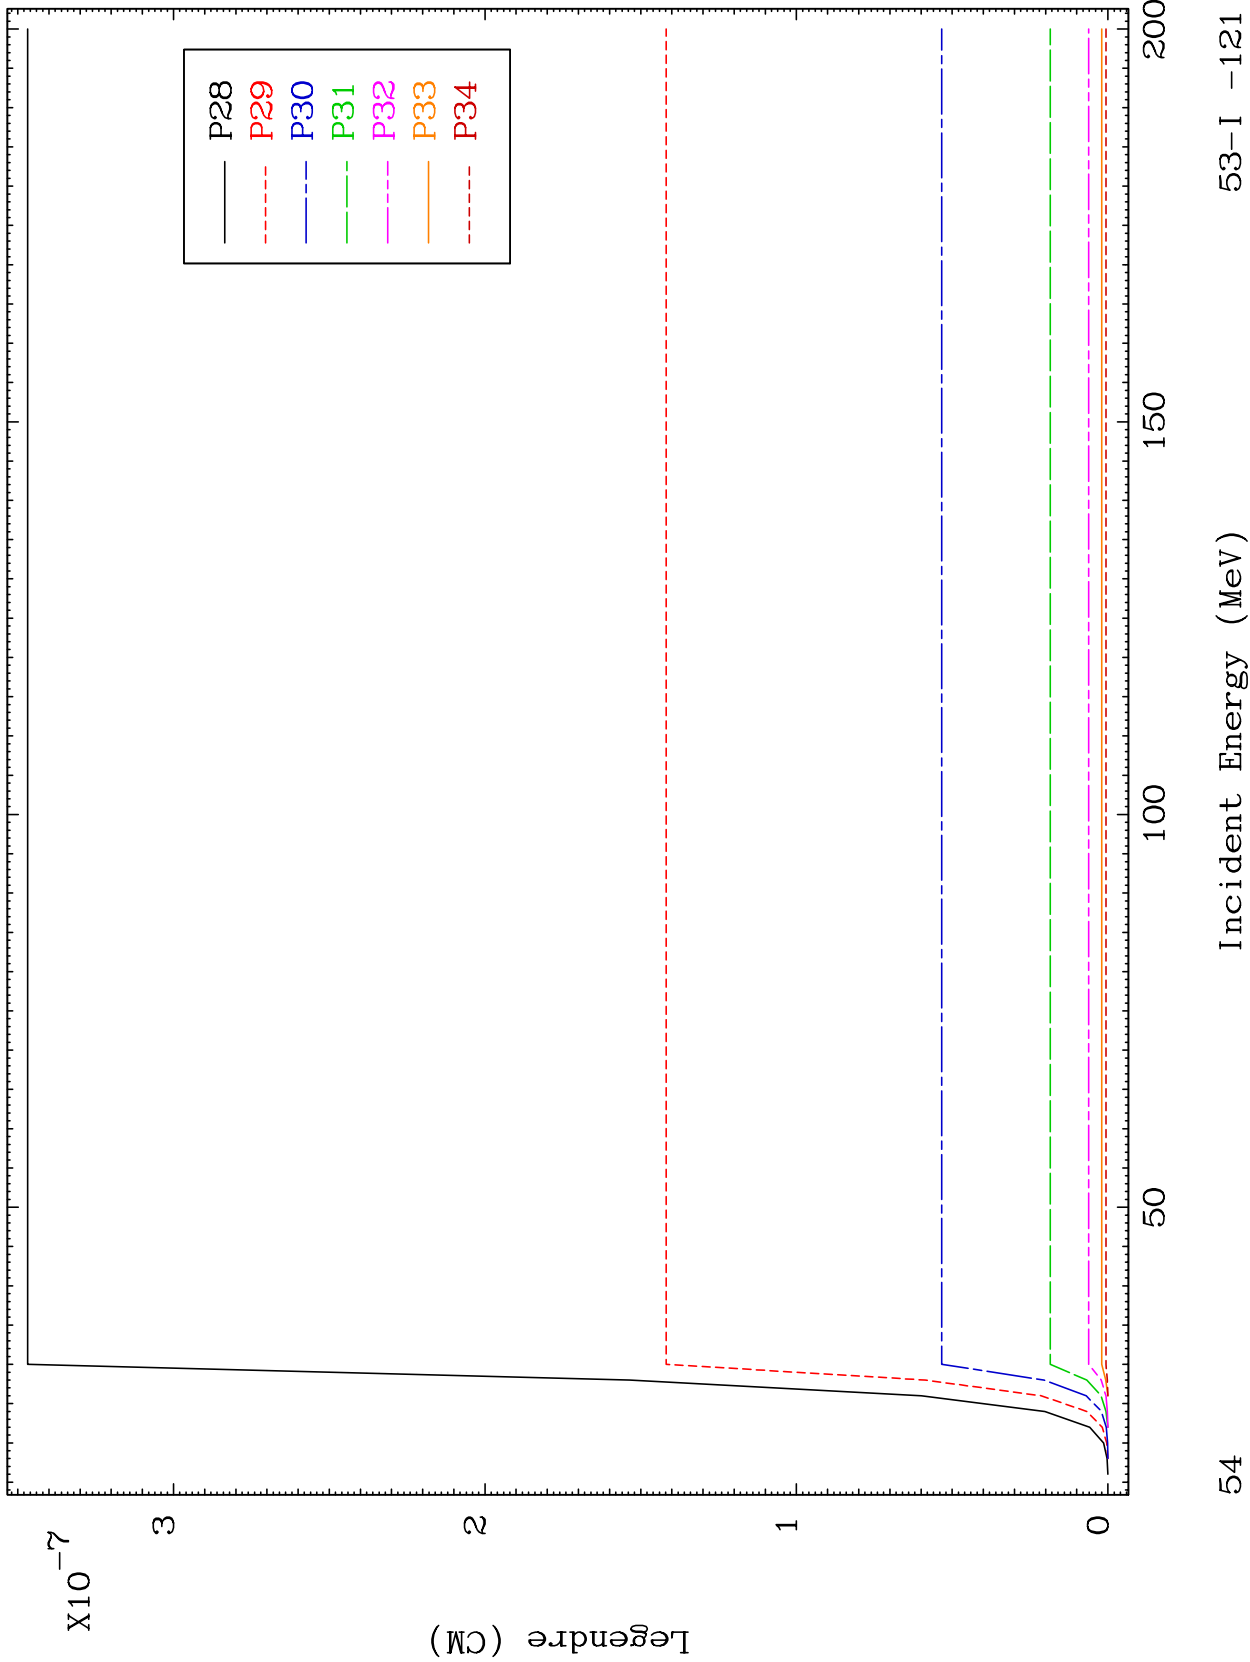 X10-7
Legendre (CM)
3
2
1
0
50
100
150
200
Incident Energy (MeV)
P28
P29
P30
P31
P32
P33
P34
54
53-I -121